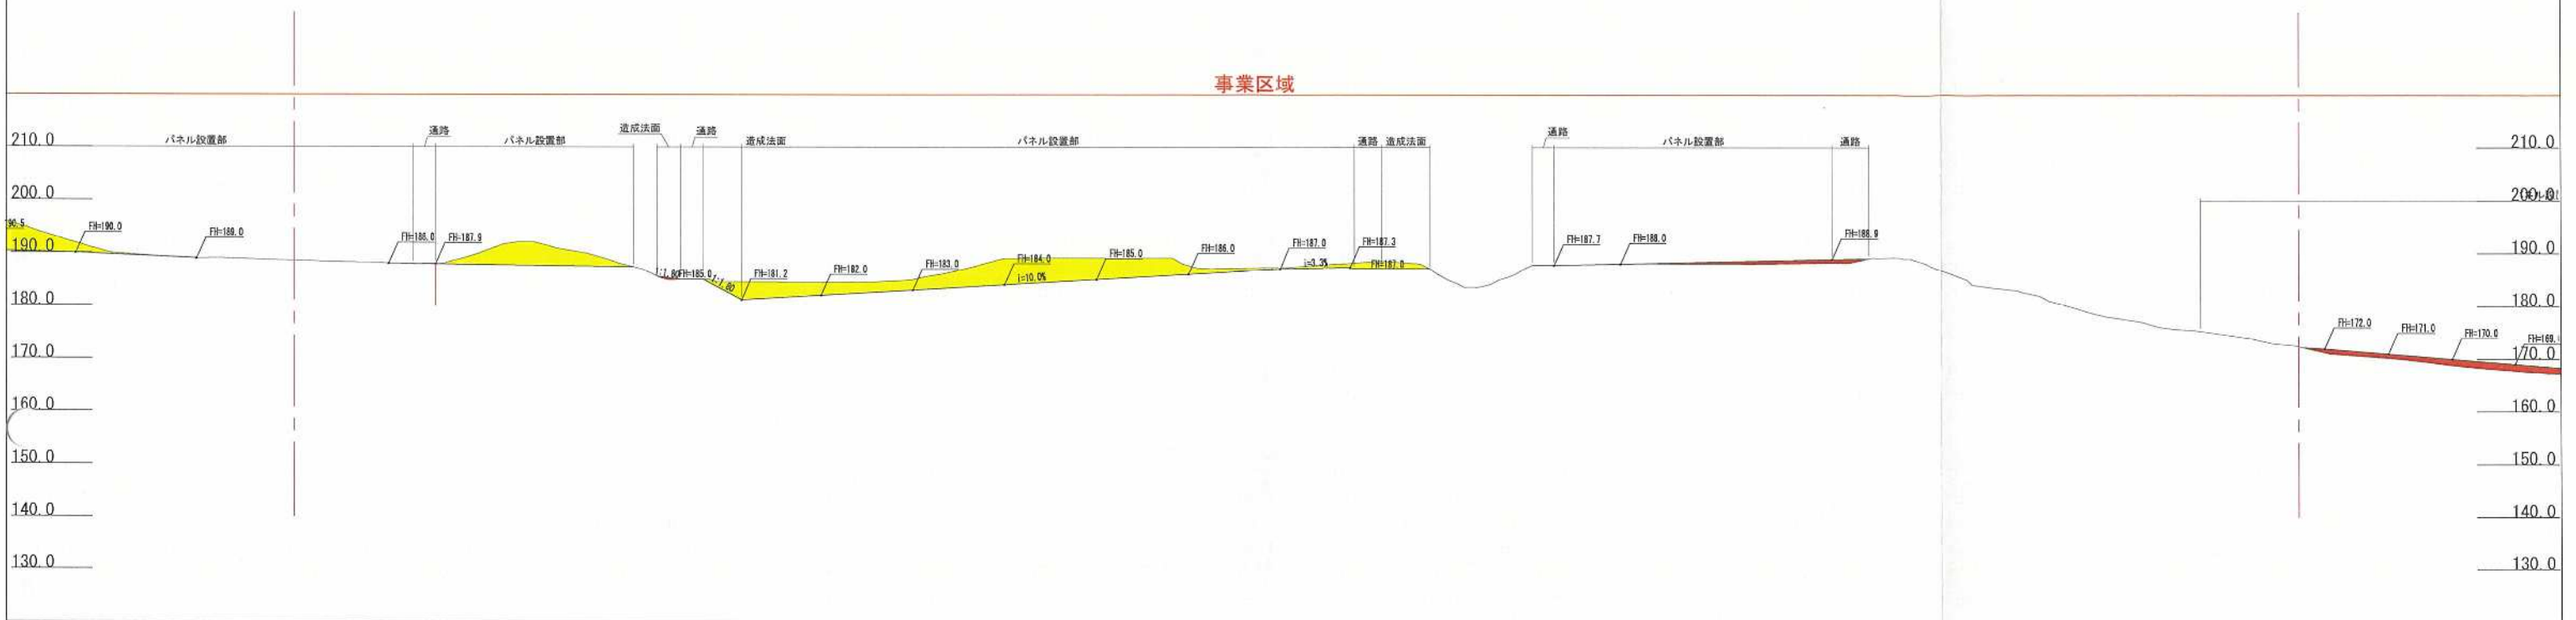 事業区域
パネル設置部
通路
パネル設置部
造成法面
通路
造成法面
パネル設置部
通路
造成法面
通路
パネル設置部
通路
210.0
200.0
190.0
180.0
170.0
160.0
150.0
140.0
130.0
FH=190.0
FH=189.0
FH=187.9
FH=185.0
1:1.80
FH=181.2
FH=182.0
FH=183.0
FH=184.0
i=10.0%
FH=185.0
FH=186.0
FH=187.0
i=3.3%
FH=187.3
FH=187.0
FH=187.7
FH=188.0
FH=188.9
FH=172.0
FH=171.0
FH=170.0
FH=169.
210.0
200.0
190.0
180.0
170.0
160.0
150.0
140.0
130.0